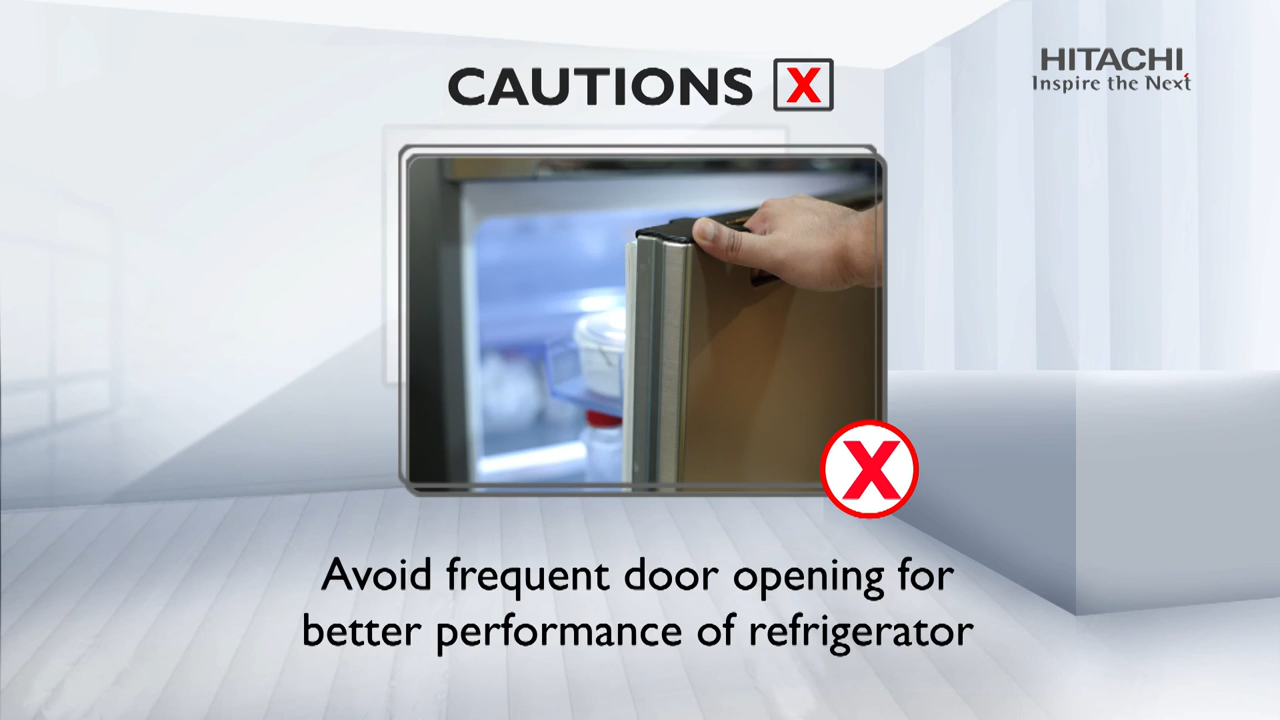 CAUTIONS X
HITACHI
Inspire the Next
X
Avoid frequent door opening for
better performance of refrigerator